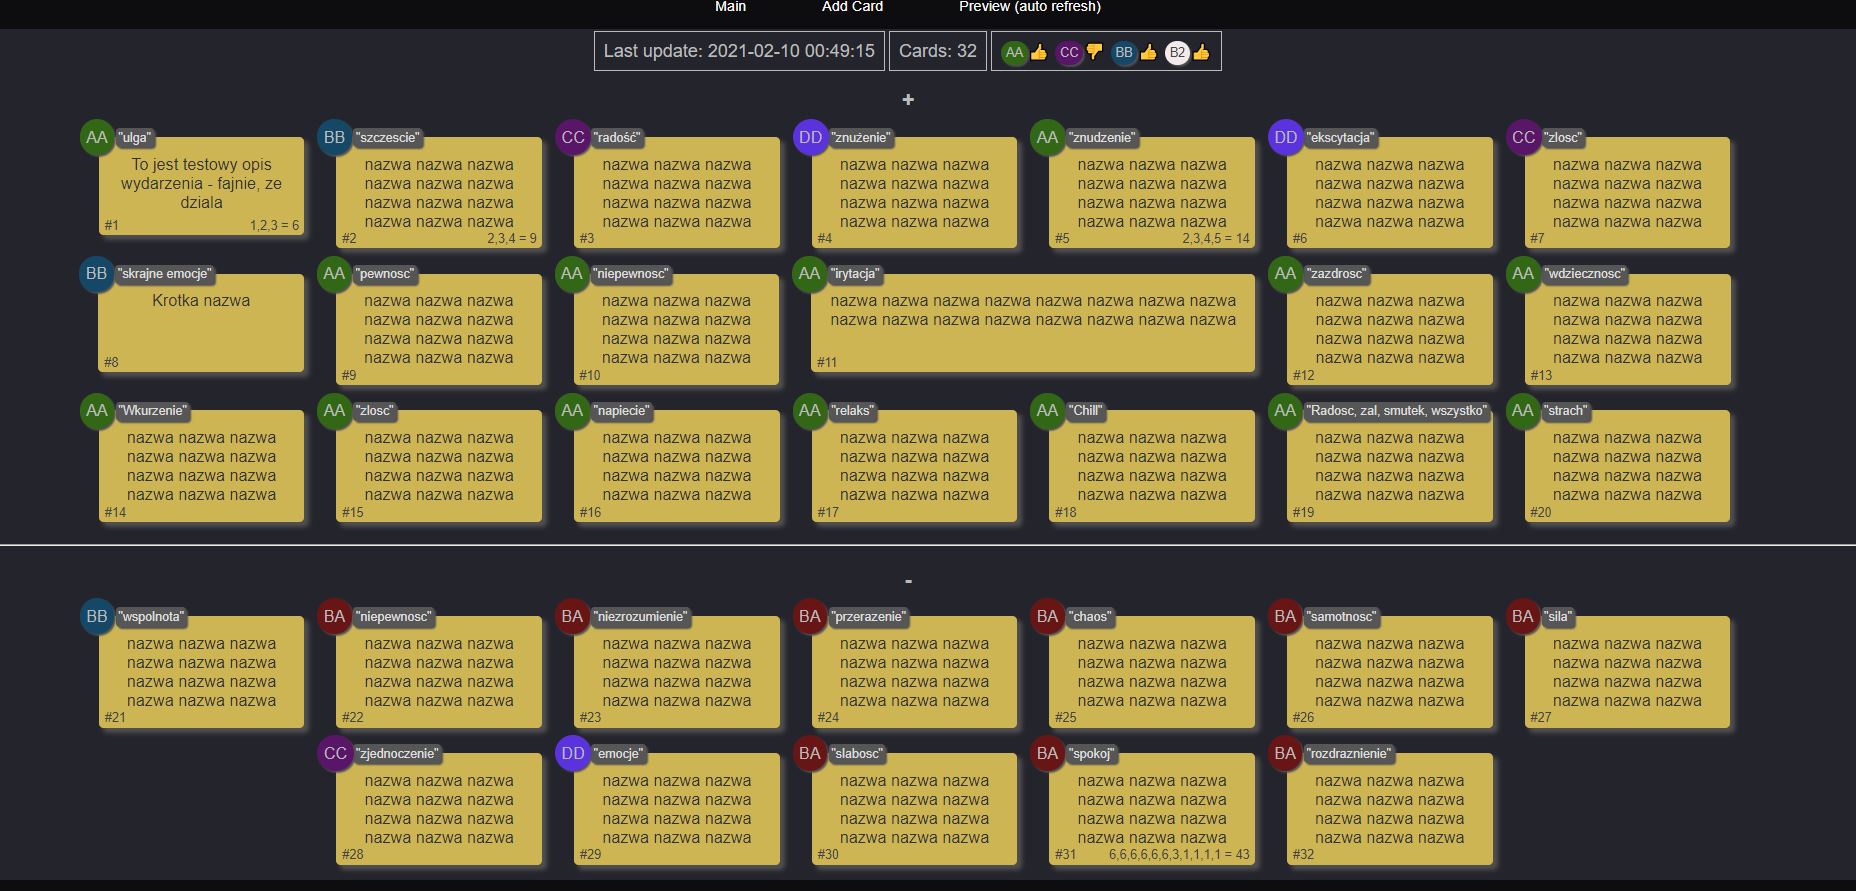 Main Add Card Preview (auto refresh)
Last update: 2021-02-10 00:49:15 Cards: 32 AA 👍 CC 👎 BB 👍 B2 👍
+
AA "ulga"
To jest testowy opis
wydarzenia - fajnie, ze
dziala
#1 1,2,3 = 6
BB "szczescie"
nazwa nazwa nazwa
nazwa nazwa nazwa
nazwa nazwa nazwa
nazwa nazwa nazwa
#2 2,3,4 = 9
CC "radość"
nazwa nazwa nazwa
nazwa nazwa nazwa
nazwa nazwa nazwa
nazwa nazwa nazwa
#3
DD "znużenie"
nazwa nazwa nazwa
nazwa nazwa nazwa
nazwa nazwa nazwa
nazwa nazwa nazwa
#4
AA "znudzenie"
nazwa nazwa nazwa
nazwa nazwa nazwa
nazwa nazwa nazwa
nazwa nazwa nazwa
#5 2,3,4,5 = 14
DD "ekscytacja"
nazwa nazwa nazwa
nazwa nazwa nazwa
nazwa nazwa nazwa
nazwa nazwa nazwa
#6
CC "zlosc"
nazwa nazwa nazwa
nazwa nazwa nazwa
nazwa nazwa nazwa
nazwa nazwa nazwa
#7
BB "skrajne emocje"
Krotka nazwa
#8
AA "pewnosc"
nazwa nazwa nazwa
nazwa nazwa nazwa
nazwa nazwa nazwa
nazwa nazwa nazwa
#9
AA "niepewnosc"
nazwa nazwa nazwa
nazwa nazwa nazwa
nazwa nazwa nazwa
nazwa nazwa nazwa
#10
AA "irytacja"
nazwa nazwa nazwa nazwa nazwa nazwa nazwa nazwa
nazwa nazwa nazwa nazwa nazwa nazwa nazwa nazwa
#11
AA "zazdrosc"
nazwa nazwa nazwa
nazwa nazwa nazwa
nazwa nazwa nazwa
nazwa nazwa nazwa
#12
AA "wdziecznosc"
nazwa nazwa nazwa
nazwa nazwa nazwa
nazwa nazwa nazwa
nazwa nazwa nazwa
#13
AA "Wkurzenie"
nazwa nazwa nazwa
nazwa nazwa nazwa
nazwa nazwa nazwa
nazwa nazwa nazwa
#14
AA "zlosc"
nazwa nazwa nazwa
nazwa nazwa nazwa
nazwa nazwa nazwa
nazwa nazwa nazwa
#15
AA "napiecie"
nazwa nazwa nazwa
nazwa nazwa nazwa
nazwa nazwa nazwa
nazwa nazwa nazwa
#16
AA "relaks"
nazwa nazwa nazwa
nazwa nazwa nazwa
nazwa nazwa nazwa
nazwa nazwa nazwa
#17
AA "Chill"
nazwa nazwa nazwa
nazwa nazwa nazwa
nazwa nazwa nazwa
nazwa nazwa nazwa
#18
AA "Radosc, zal, smutek, wszystko"
nazwa nazwa nazwa
nazwa nazwa nazwa
nazwa nazwa nazwa
nazwa nazwa nazwa
#19
AA "strach"
nazwa nazwa nazwa
nazwa nazwa nazwa
nazwa nazwa nazwa
nazwa nazwa nazwa
#20
-
BB "wspolnota"
nazwa nazwa nazwa
nazwa nazwa nazwa
nazwa nazwa nazwa
nazwa nazwa nazwa
#21
BA "niepewnosc"
nazwa nazwa nazwa
nazwa nazwa nazwa
nazwa nazwa nazwa
nazwa nazwa nazwa
#22
BA "niezrozumienie"
nazwa nazwa nazwa
nazwa nazwa nazwa
nazwa nazwa nazwa
nazwa nazwa nazwa
#23
BA "przerazenie"
nazwa nazwa nazwa
nazwa nazwa nazwa
nazwa nazwa nazwa
nazwa nazwa nazwa
#24
BA "chaos"
nazwa nazwa nazwa
nazwa nazwa nazwa
nazwa nazwa nazwa
nazwa nazwa nazwa
#25
BA "samotnosc"
nazwa nazwa nazwa
nazwa nazwa nazwa
nazwa nazwa nazwa
nazwa nazwa nazwa
#26
BA "sila"
nazwa nazwa nazwa
nazwa nazwa nazwa
nazwa nazwa nazwa
nazwa nazwa nazwa
#27
CC "zjednoczenie"
nazwa nazwa nazwa
nazwa nazwa nazwa
nazwa nazwa nazwa
nazwa nazwa nazwa
#28
DD "emocje"
nazwa nazwa nazwa
nazwa nazwa nazwa
nazwa nazwa nazwa
nazwa nazwa nazwa
#29
BA "slabosc"
nazwa nazwa nazwa
nazwa nazwa nazwa
nazwa nazwa nazwa
nazwa nazwa nazwa
#30
BA "spokoj"
nazwa nazwa nazwa
nazwa nazwa nazwa
nazwa nazwa nazwa
nazwa nazwa nazwa
#31 6,6,6,6,6,6,3,1,1,1,1 = 43
BA "rozdraznienie"
nazwa nazwa nazwa
nazwa nazwa nazwa
nazwa nazwa nazwa
nazwa nazwa nazwa
#32